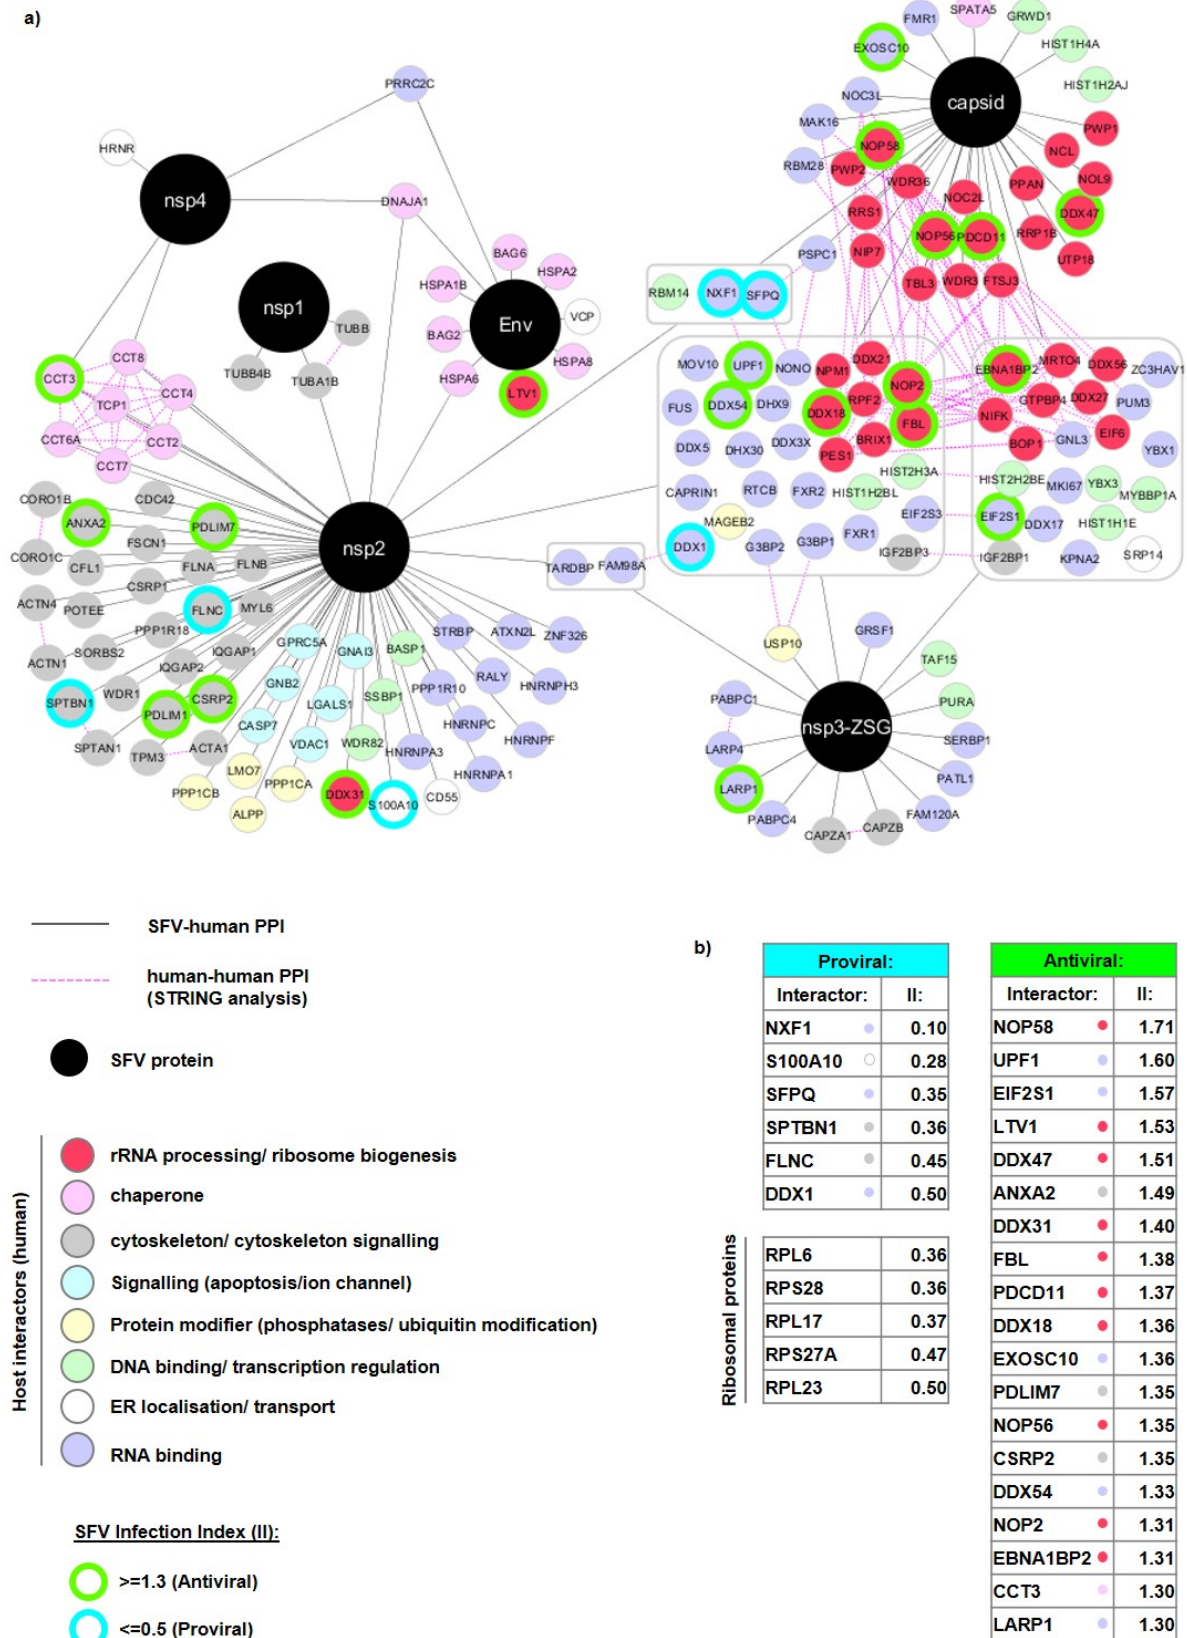 a)
SPATA5
FMR1
GRWD1
EXOSC10
HIST1H4A
PRRC2C
HIST1H2AJ
NOC3L
capsid
MAK16
PWP1
HRNR
NOP58
NCL
RBM28
PWP2
WDR36
PPAN
NOL9
nsp4
DNAJA1
NOC2L
RRS1
DDX47
NOP56
PDCD11
RRP1B
BAG6
NIP7
PSPC1
UTP18
HSPA2
HSPA1B
TBL3
WDR3
FTSJ3
RBM14
NXF1
SFPQ
nsp1
VCP
Env
TUBB
BAG2
CCT8
MOV10
UPF1
NONO
NPM1
DDX21
EBNA1BP2
MRTO4
DDX56
ZC3HAV1
HSPA8
TUBB4B
TUBA1B
HSPA6
CCT3
CCT4
NOP2
LTV1
TCP1
FUS
DDX54
DHX9
DDX18
RPF2
GTPBP4
DDX27
PUM3
NIFK
FBL
CCT6A
CCT2
DDX5
DHX30
DDX3X
BRIX1
PES1
BOP1
GNL3
EIF6
YBX1
CCT7
HIST2H3A
HIST2H2BE
MKI67
YBX3
CAPRIN1
RTCB
FXR2
HIST1H2BL
MYBBP1A
CORO1B
CDC42
ANXA2
PDLIM7
MAGEB2
EIF2S3
EIF2S1
DDX17
HIST1H1E
FSCN1
nsp2
DDX1
G3BP2
G3BP1
FXR1
IGF2BP3
IGF2BP1
KPNA2
SRP14
CORO1C
CFL1
FLNA
FLNB
TARDBP
FAM98A
CSRP1
ACTN4
POTEE
FLNC
MYL6
PPP1R18
STRBP
ATXN2L
ZNF326
GRSF1
ACTN1
SORBS2
IQGAP1
GPRC5A
GNAI3
BASP1
USP10
TAF15
IQGAP2
RALY
HNRNPH3
SPTBN1
WDR1
GNB2
SSBP1
PPP1R10
PABPC1
PURA
PDLIM1
CSRP2
LGALS1
HNRNPC
nsp3-ZSG
CASP7
HNRNPF
SERBP1
SPTAN1
TPM3
ACTA1
VDAC1
WDR82
HNRNPA3
LARP4
LMO7
HNRNPA1
PATL1
PPP1CB
PPP1CA
DDX31
S100A10
CD55
LARP1
ALPP
PABPC4
FAM120A
CAPZA1
CAPZB
SFV-human PPI
human-human PPI
(STRING analysis)
SFV protein
Host interactors (human)
rRNA processing/ ribosome biogenesis
chaperone
cytoskeleton/ cytoskeleton signalling
Signalling (apoptosis/ion channel)
Protein modifier (phosphatases/ ubiquitin modification)
DNA binding/ transcription regulation
ER localisation/ transport
RNA binding
SFV Infection Index (II):
>=1.3 (Antiviral)
<=0.5 (Proviral)
b)
Proviral:
Interactor: II:
NXF1 0.10
S100A10 0.28
SFPQ 0.35
SPTBN1 0.36
FLNC 0.45
DDX1 0.50
Ribosomal proteins
RPL6 0.36
RPS28 0.36
RPL17 0.37
RPS27A 0.47
RPL23 0.50
Antiviral:
Interactor: II:
NOP58 1.71
UPF1 1.60
EIF2S1 1.57
LTV1 1.53
DDX47 1.51
ANXA2 1.49
DDX31 1.40
FBL 1.38
PDCD11 1.37
DDX18 1.36
EXOSC10 1.36
PDLIM7 1.35
NOP56 1.35
CSRP2 1.35
DDX54 1.33
NOP2 1.31
EBNA1BP2 1.31
CCT3 1.30
LARP1 1.30